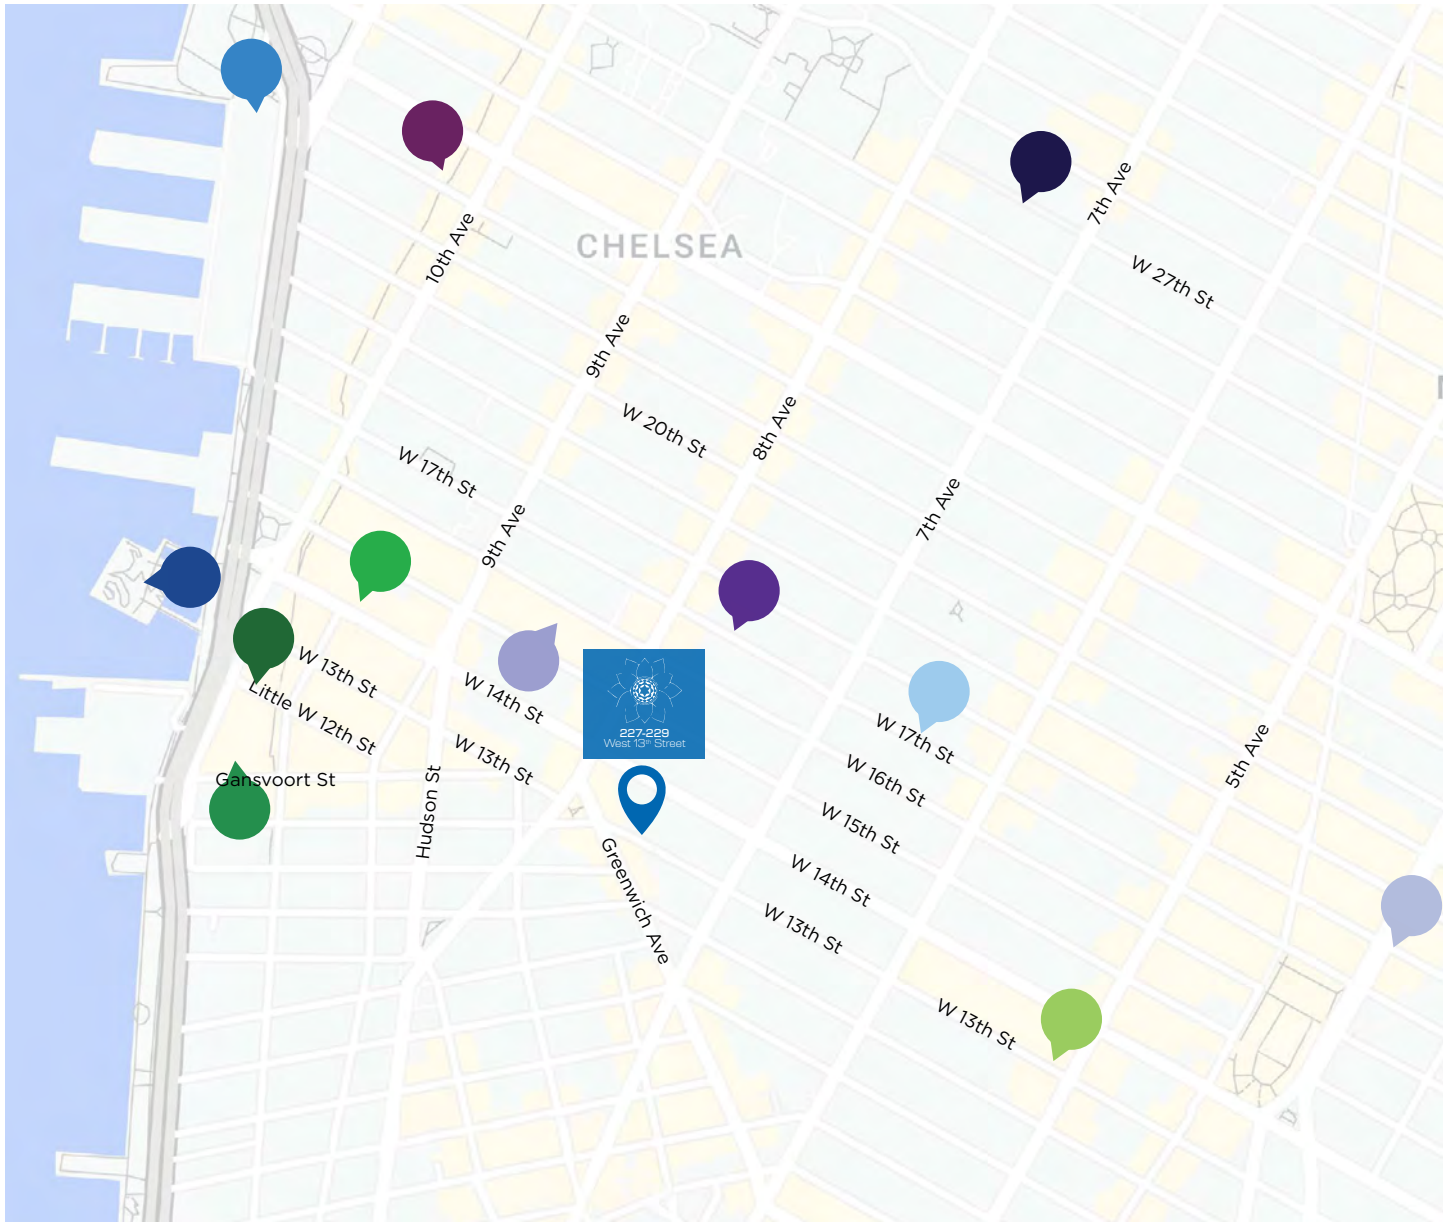 7th Ave
10th Ave
CHELSEA
W 27th St
9th Ave
W 20th St
8th Ave
W 17th St
9th Ave
7th Ave
W 13th St
W 14th St
Little W 12th St
227-229
West 13th Street
W 17th St
5th Ave
W 13th St
Gansvoort St
Hudson St
W 16th St
W 15th St
Greenwich Ave
W 14th St
W 13th St
W 13th St